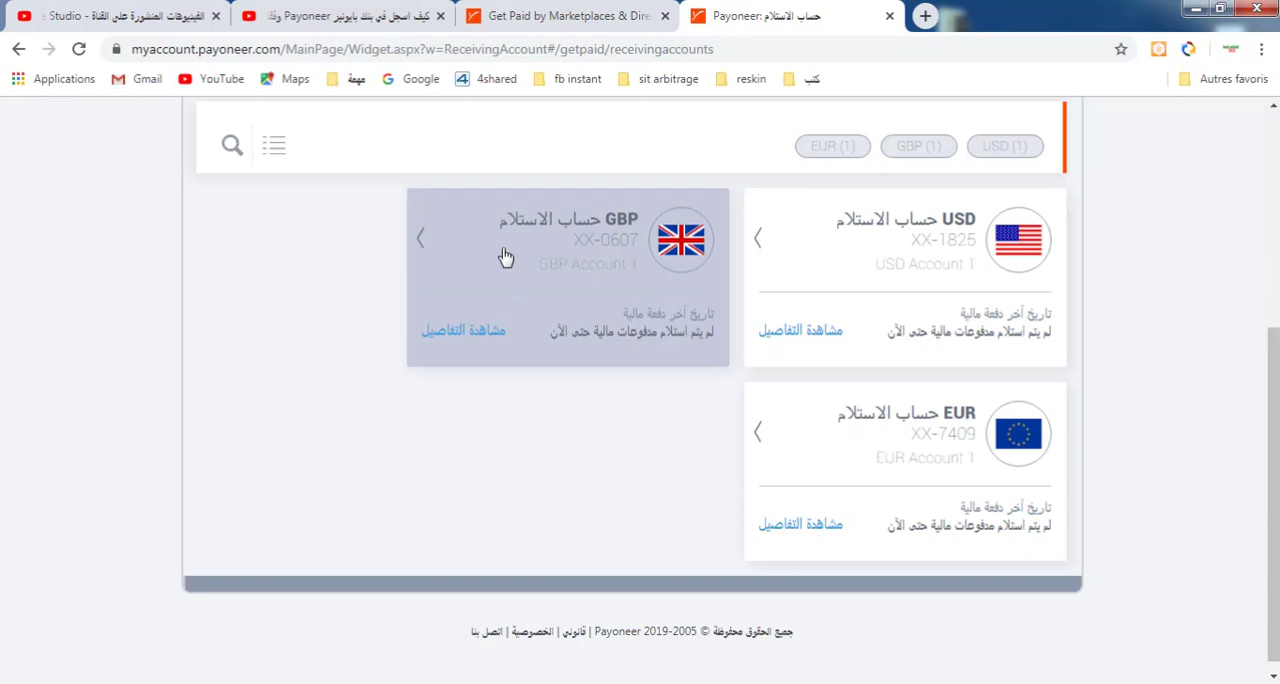 الفيديوهات المنشورة على القناة - Studio
كيف اسجل في بنك بايونير Payoneer وق
Get Paid by Marketplaces & Dire
Payoneer: حساب الاستلام
myaccount.payoneer.com/MainPage/Widget.aspx?w=ReceivingAccount#/getpaid/receivingaccounts
Applications
Gmail
YouTube
Maps
مهمة
Google
4shared
fb instant
sit arbitrage
reskin
كتب
Autres favoris
USD (1)
GBP (1)
EUR (1)
USD حساب الاستلام
XX-1825
USD Account 1
تاريخ آخر دفعة مالية
لم يتم استلام مدفوعات مالية حتى الآن
مشاهدة التفاصيل
GBP حساب الاستلام
XX-0607
GBP Account 1
تاريخ آخر دفعة مالية
لم يتم استلام مدفوعات مالية حتى الآن
مشاهدة التفاصيل
EUR حساب الاستلام
XX-7409
EUR Account 1
تاريخ آخر دفعة مالية
لم يتم استلام مدفوعات مالية حتى الآن
مشاهدة التفاصيل
جميع الحقوق محفوظة © 2005-2019 Payoneer | قانوني | الخصوصية | اتصل بنا